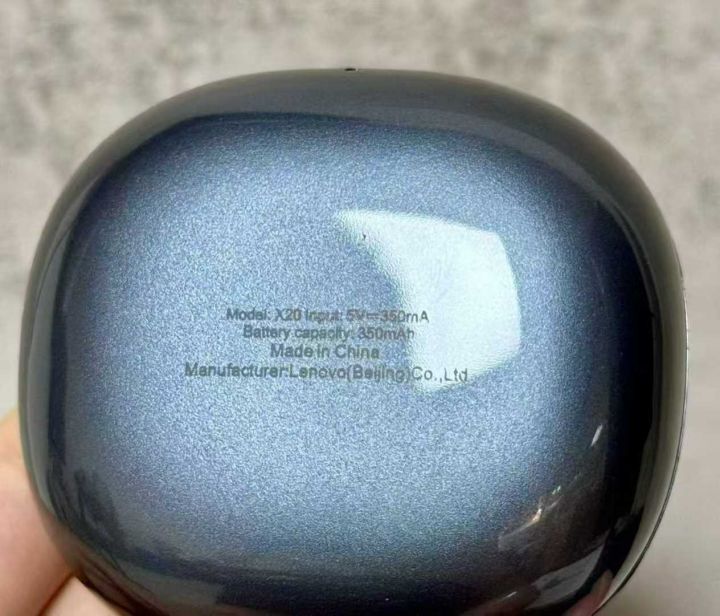 Model: X20 Input: 5V⎓350mA
Battery capacity: 350mAh
Made in China
Manufacturer:Lenovo(Beijing)Co.,Ltd